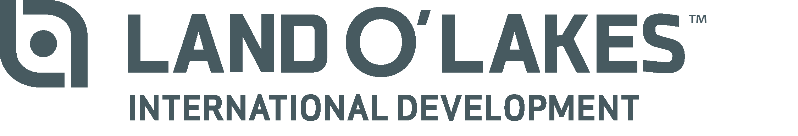 LAND O'LAKES™
INTERNATIONAL DEVELOPMENT